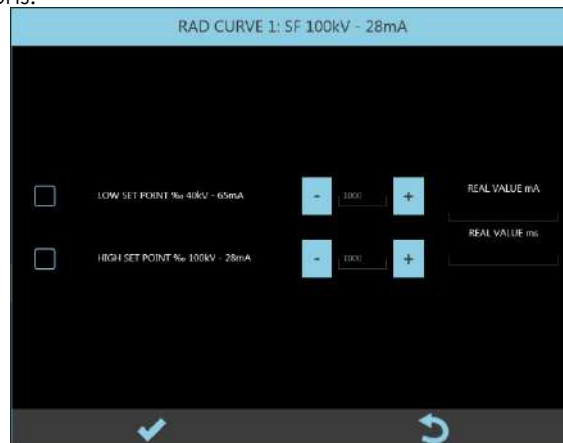 RAD CURVE 1: SF 100kV - 28mA
LOW SET POINT ‰ 40kV - 65mA
- 1000 +
REAL VALUE mA
REAL VALUE ms
HIGH SET POINT ‰ 100kV - 28mA
- 1000 +